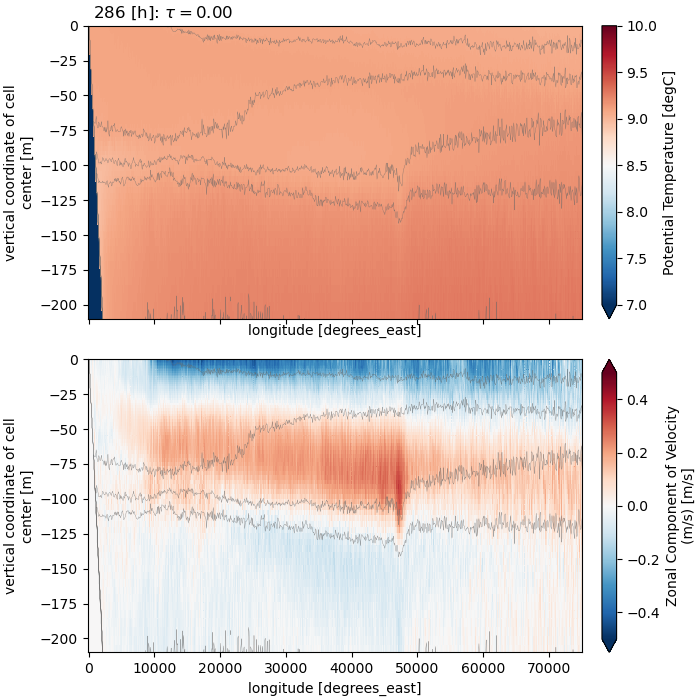 286 [h]: τ = 0.00
0
−25
−50
−75
−100
−125
−150
−175
−200
vertical coordinate of cell
center [m]
longitude [degrees_east]
10.0
9.5
9.0
8.5
8.0
7.5
7.0
Potential Temperature [degC]
0
−25
−50
−75
−100
−125
−150
−175
−200
vertical coordinate of cell
center [m]
0 10000 20000 30000 40000 50000 60000 70000
longitude [degrees_east]
0.4
0.2
0.0
−0.2
−0.4
Zonal Component of Velocity
(m/s) [m/s]